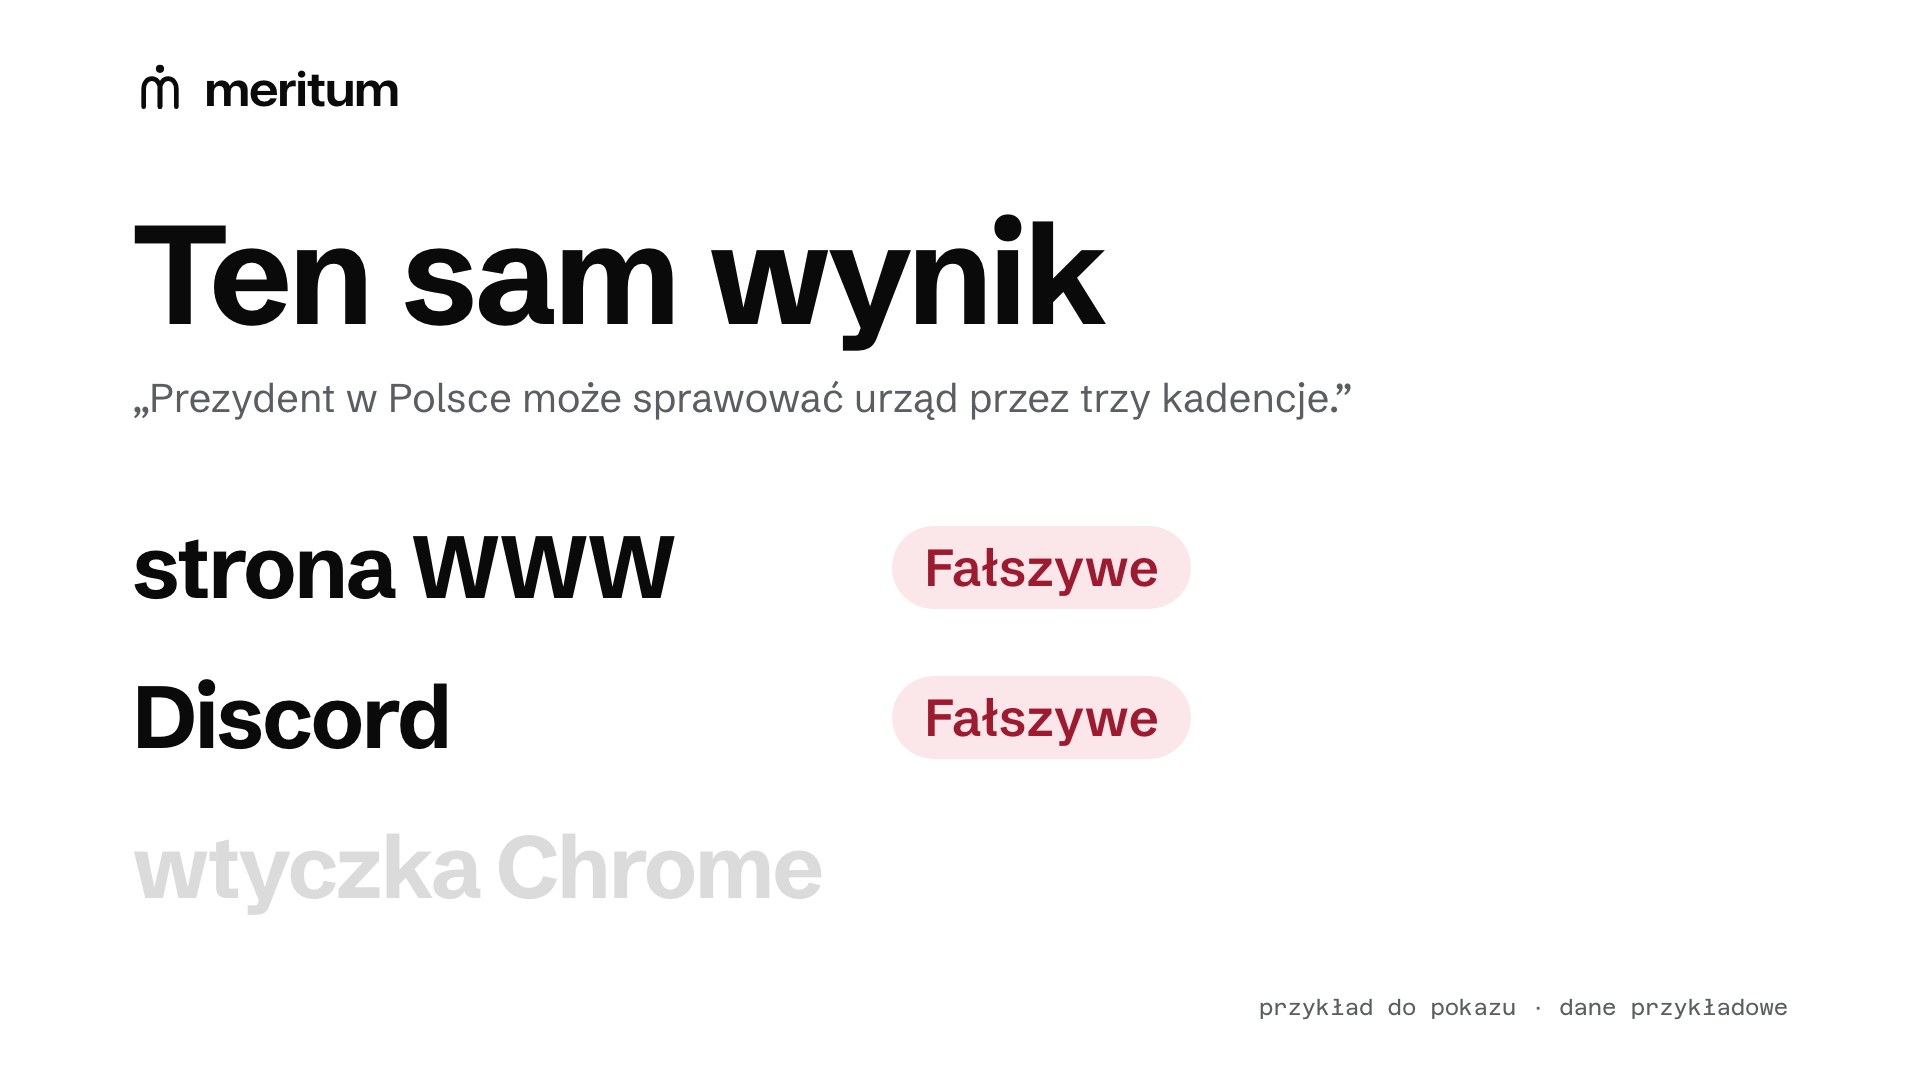 meritum
Ten sam wynik
„Prezydent w Polsce może sprawować urząd przez trzy kadencje.”
strona WWW Fałszywe
Discord Fałszywe
wtyczka Chrome
przykład do pokazu · dane przykładowe